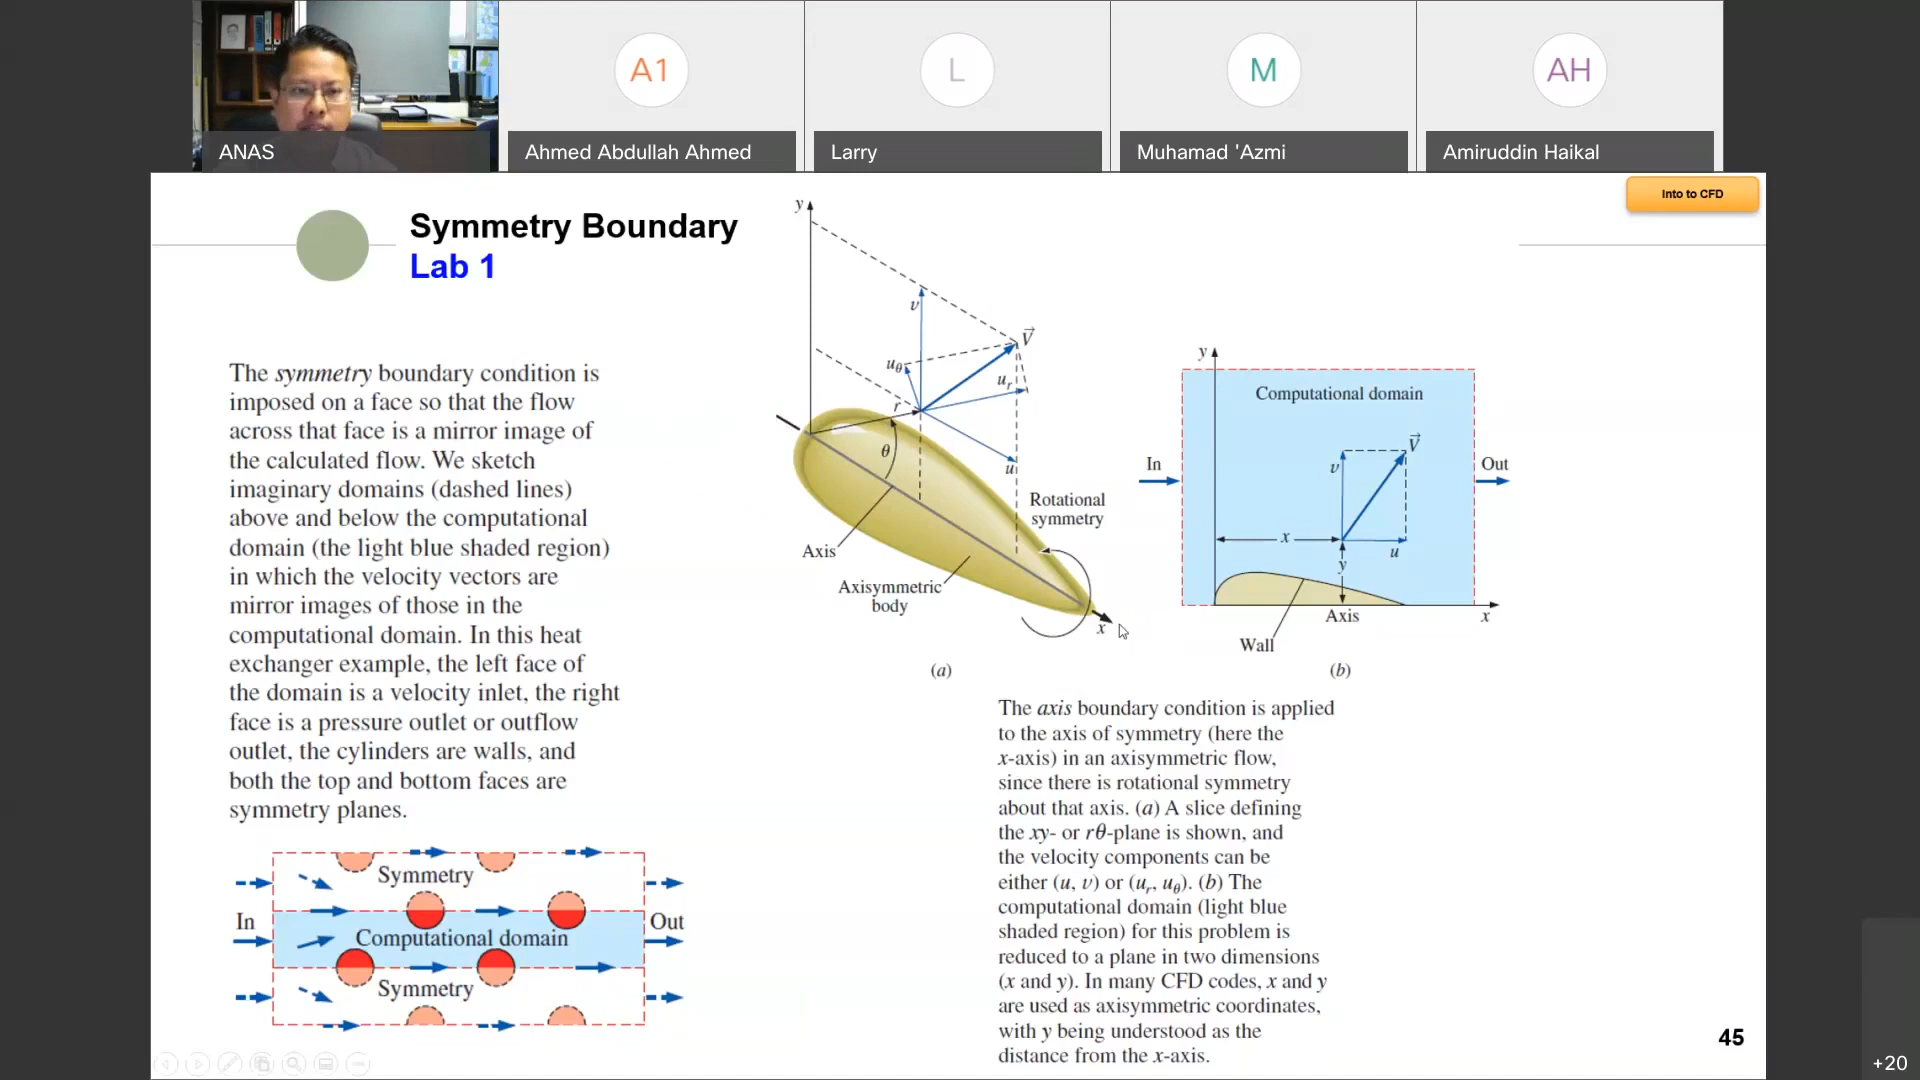 A1
L
M
AH
ANAS
Ahmed Abdullah Ahmed
Larry
Muhamad 'Azmi
Amiruddin Haikal
Into to CFD
Symmetry Boundary
Lab 1
The symmetry boundary condition is
imposed on a face so that the flow
across that face is a mirror image of
the calculated flow. We sketch
imaginary domains (dashed lines)
above and below the computational
domain (the light blue shaded region)
in which the velocity vectors are
mirror images of those in the
computational domain. In this heat
exchanger example, the left face of
the domain is a velocity inlet, the right
face is a pressure outlet or outflow
outlet, the cylinders are walls, and
both the top and bottom faces are
symmetry planes.
Symmetry
In
Out
Computational domain
Symmetry
y
υ
V⃗
uθ
ur
r
θ
u
Rotational
symmetry
Axis
Axisymmetric
body
x
(a)
y
Computational domain
V⃗
In
υ
Out
x
u
y
Axis
x
Wall
(b)
The axis boundary condition is applied
to the axis of symmetry (here the
x-axis) in an axisymmetric flow,
since there is rotational symmetry
about that axis. (a) A slice defining
the xy- or rθ-plane is shown, and
the velocity components can be
either (u, υ) or (ur, uθ). (b) The
computational domain (light blue
shaded region) for this problem is
reduced to a plane in two dimensions
(x and y). In many CFD codes, x and y
are used as axisymmetric coordinates,
with y being understood as the
distance from the x-axis.
45
+20